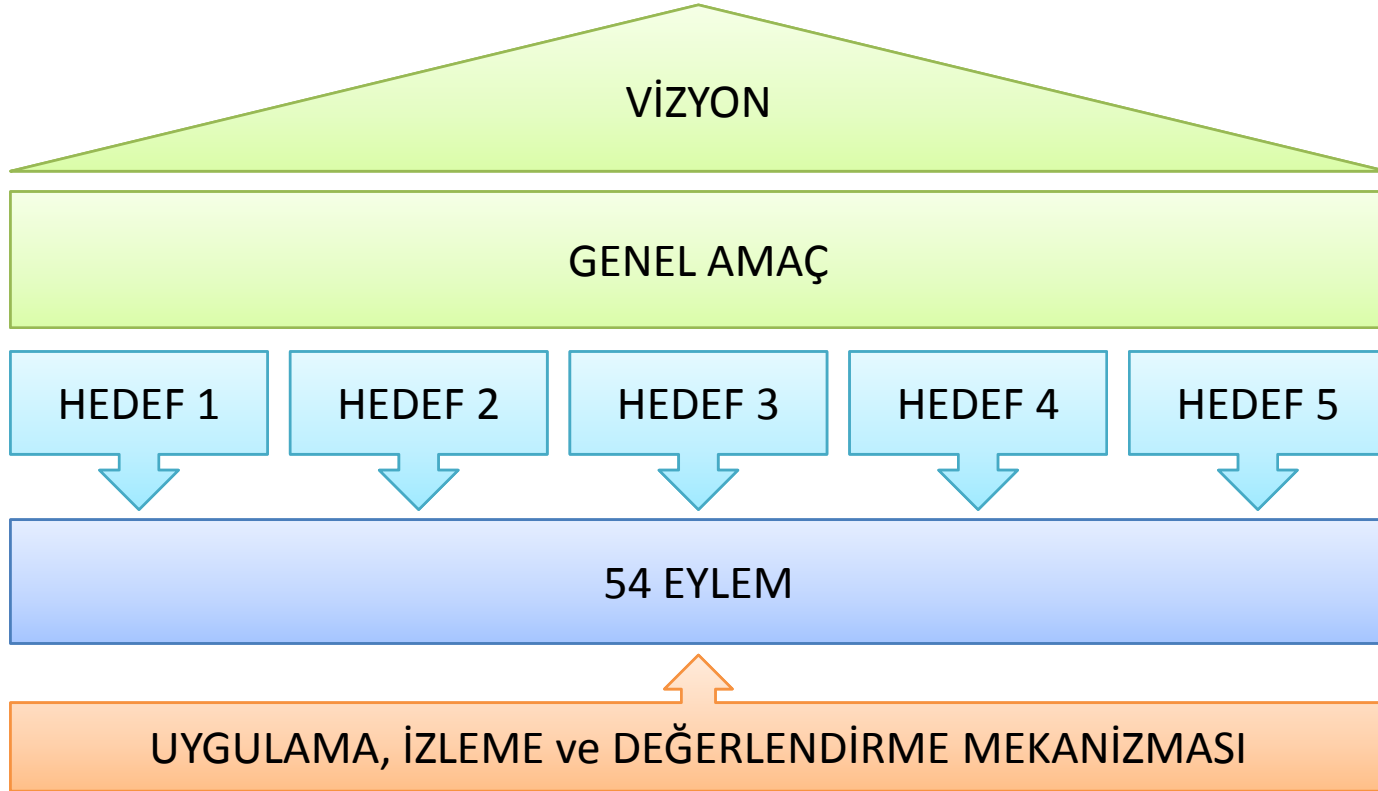 VİZYON
GENEL AMAÇ
HEDEF 1
HEDEF 2
HEDEF 3
HEDEF 4
HEDEF 5
54 EYLEM
UYGULAMA, İZLEME ve DEĞERLENDİRME MEKANİZMASI